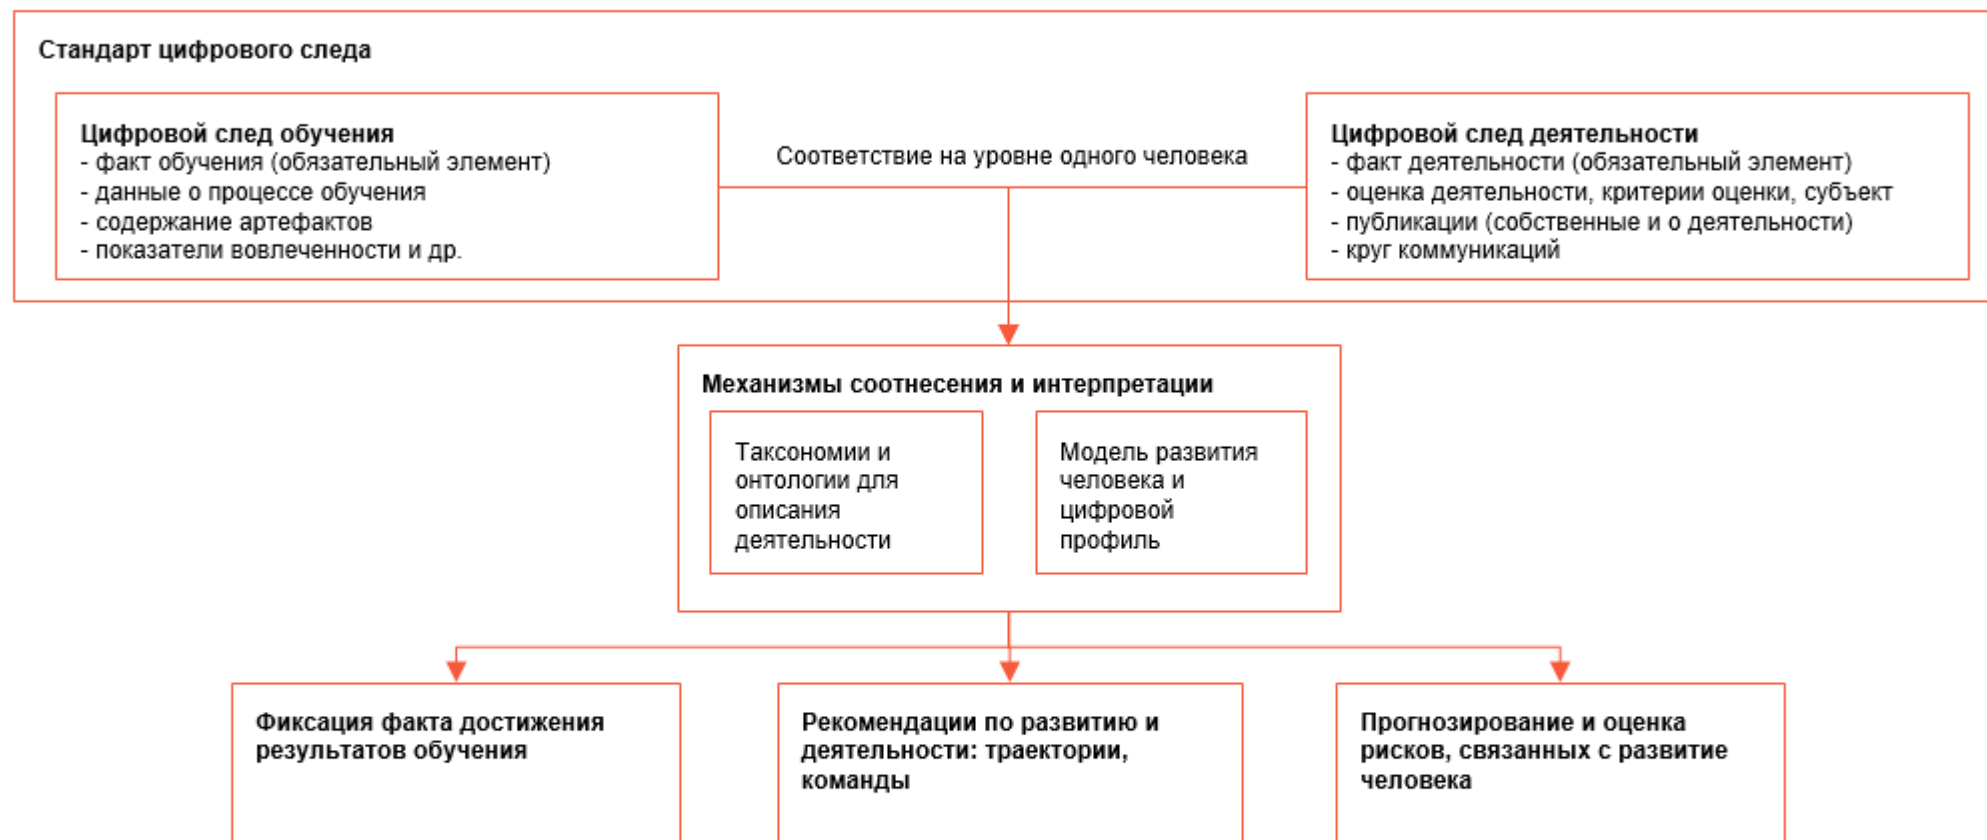 Стандарт цифрового следа
Цифровой след обучения
- факт обучения (обязательный элемент)
- данные о процессе обучения
- содержание артефактов
- показатели вовлеченности и др.
Соответствие на уровне одного человека
Цифровой след деятельности
- факт деятельности (обязательный элемент)
- оценка деятельности, критерии оценки, субъект
- публикации (собственные и о деятельности)
- круг коммуникаций
Механизмы соотнесения и интерпретации
Таксономии и
онтологии для
описания
деятельности
Модель развития
человека и
цифровой
профиль
Фиксация факта достижения
результатов обучения
Рекомендации по развитию и
деятельности: траектории,
команды
Прогнозирование и оценка
рисков, связанных с развитие
человека